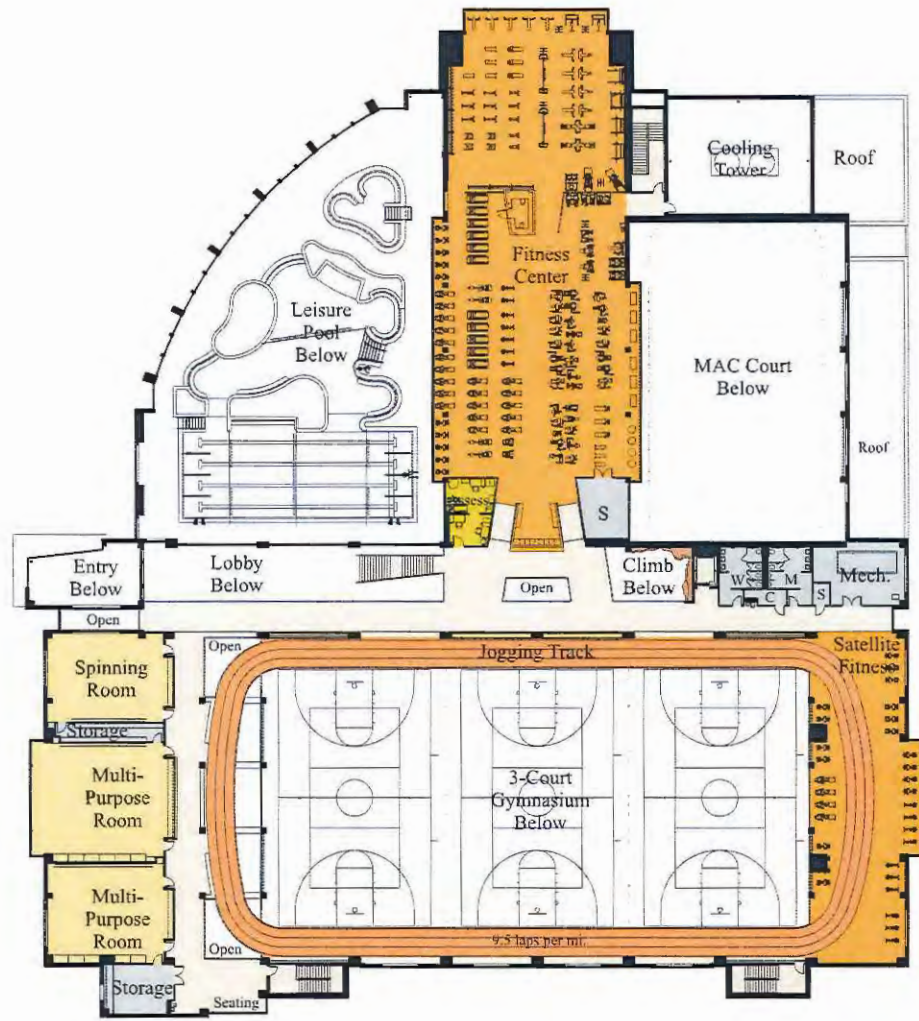 Cooling
Tower
Roof
Fitness
Center
Leisure
Pool
Below
MAC Court
Below
Roof
Assess.
S
Entry
Below
Lobby
Below
Open
Climb
Below
W
M
C
S
Mech.
Open
Spinning
Room
Open
Jogging Track
Satellite
Fitness
Storage
Multi-
Purpose
Room
3-Court
Gymnasium
Below
Multi-
Purpose
Room
Open
9.5 laps per mi.
Storage
Seating